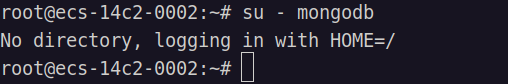 root@ecs-14c2-0002:~# su - mongodb
No directory, logging in with HOME=/
root@ecs-14c2-0002:~#